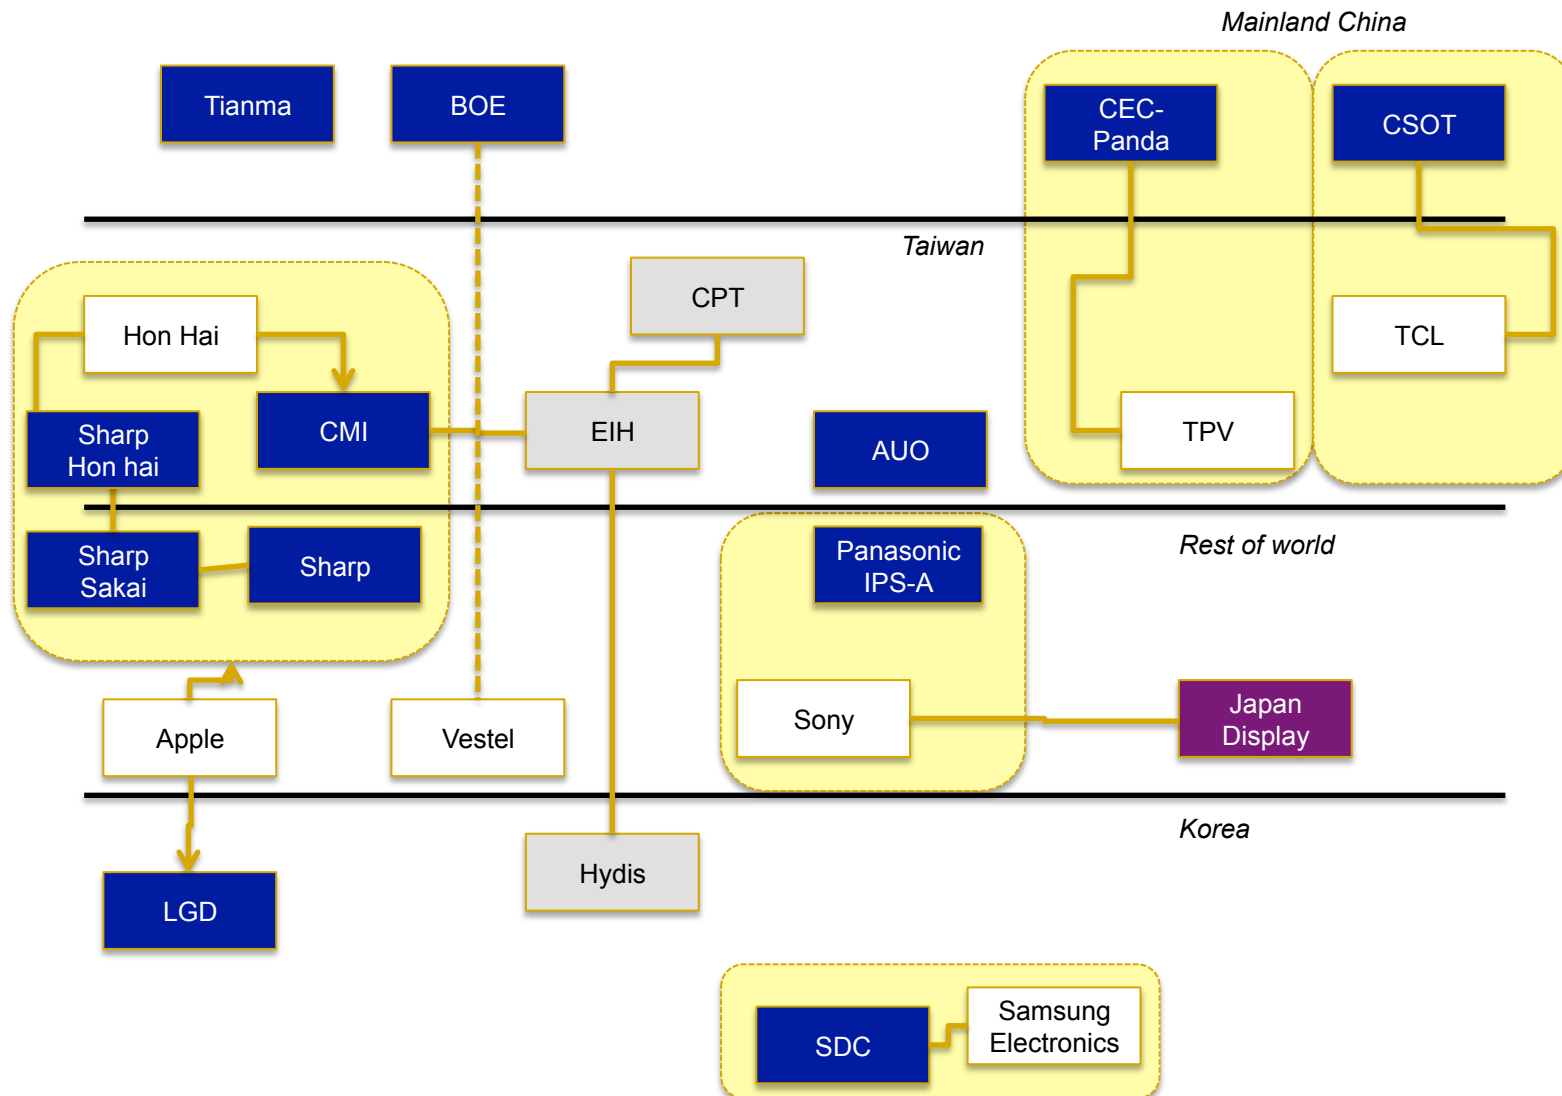 Mainland China
Tianma
BOE
CEC-
Panda
CSOT
Taiwan
CPT
Hon Hai
TCL
Sharp
Hon hai
CMI
EIH
AUO
TPV
Rest of world
Sharp
Sakai
Sharp
Panasonic
IPS-A
Apple
Vestel
Sony
Japan
Display
Korea
Hydis
LGD
SDC
Samsung
Electronics